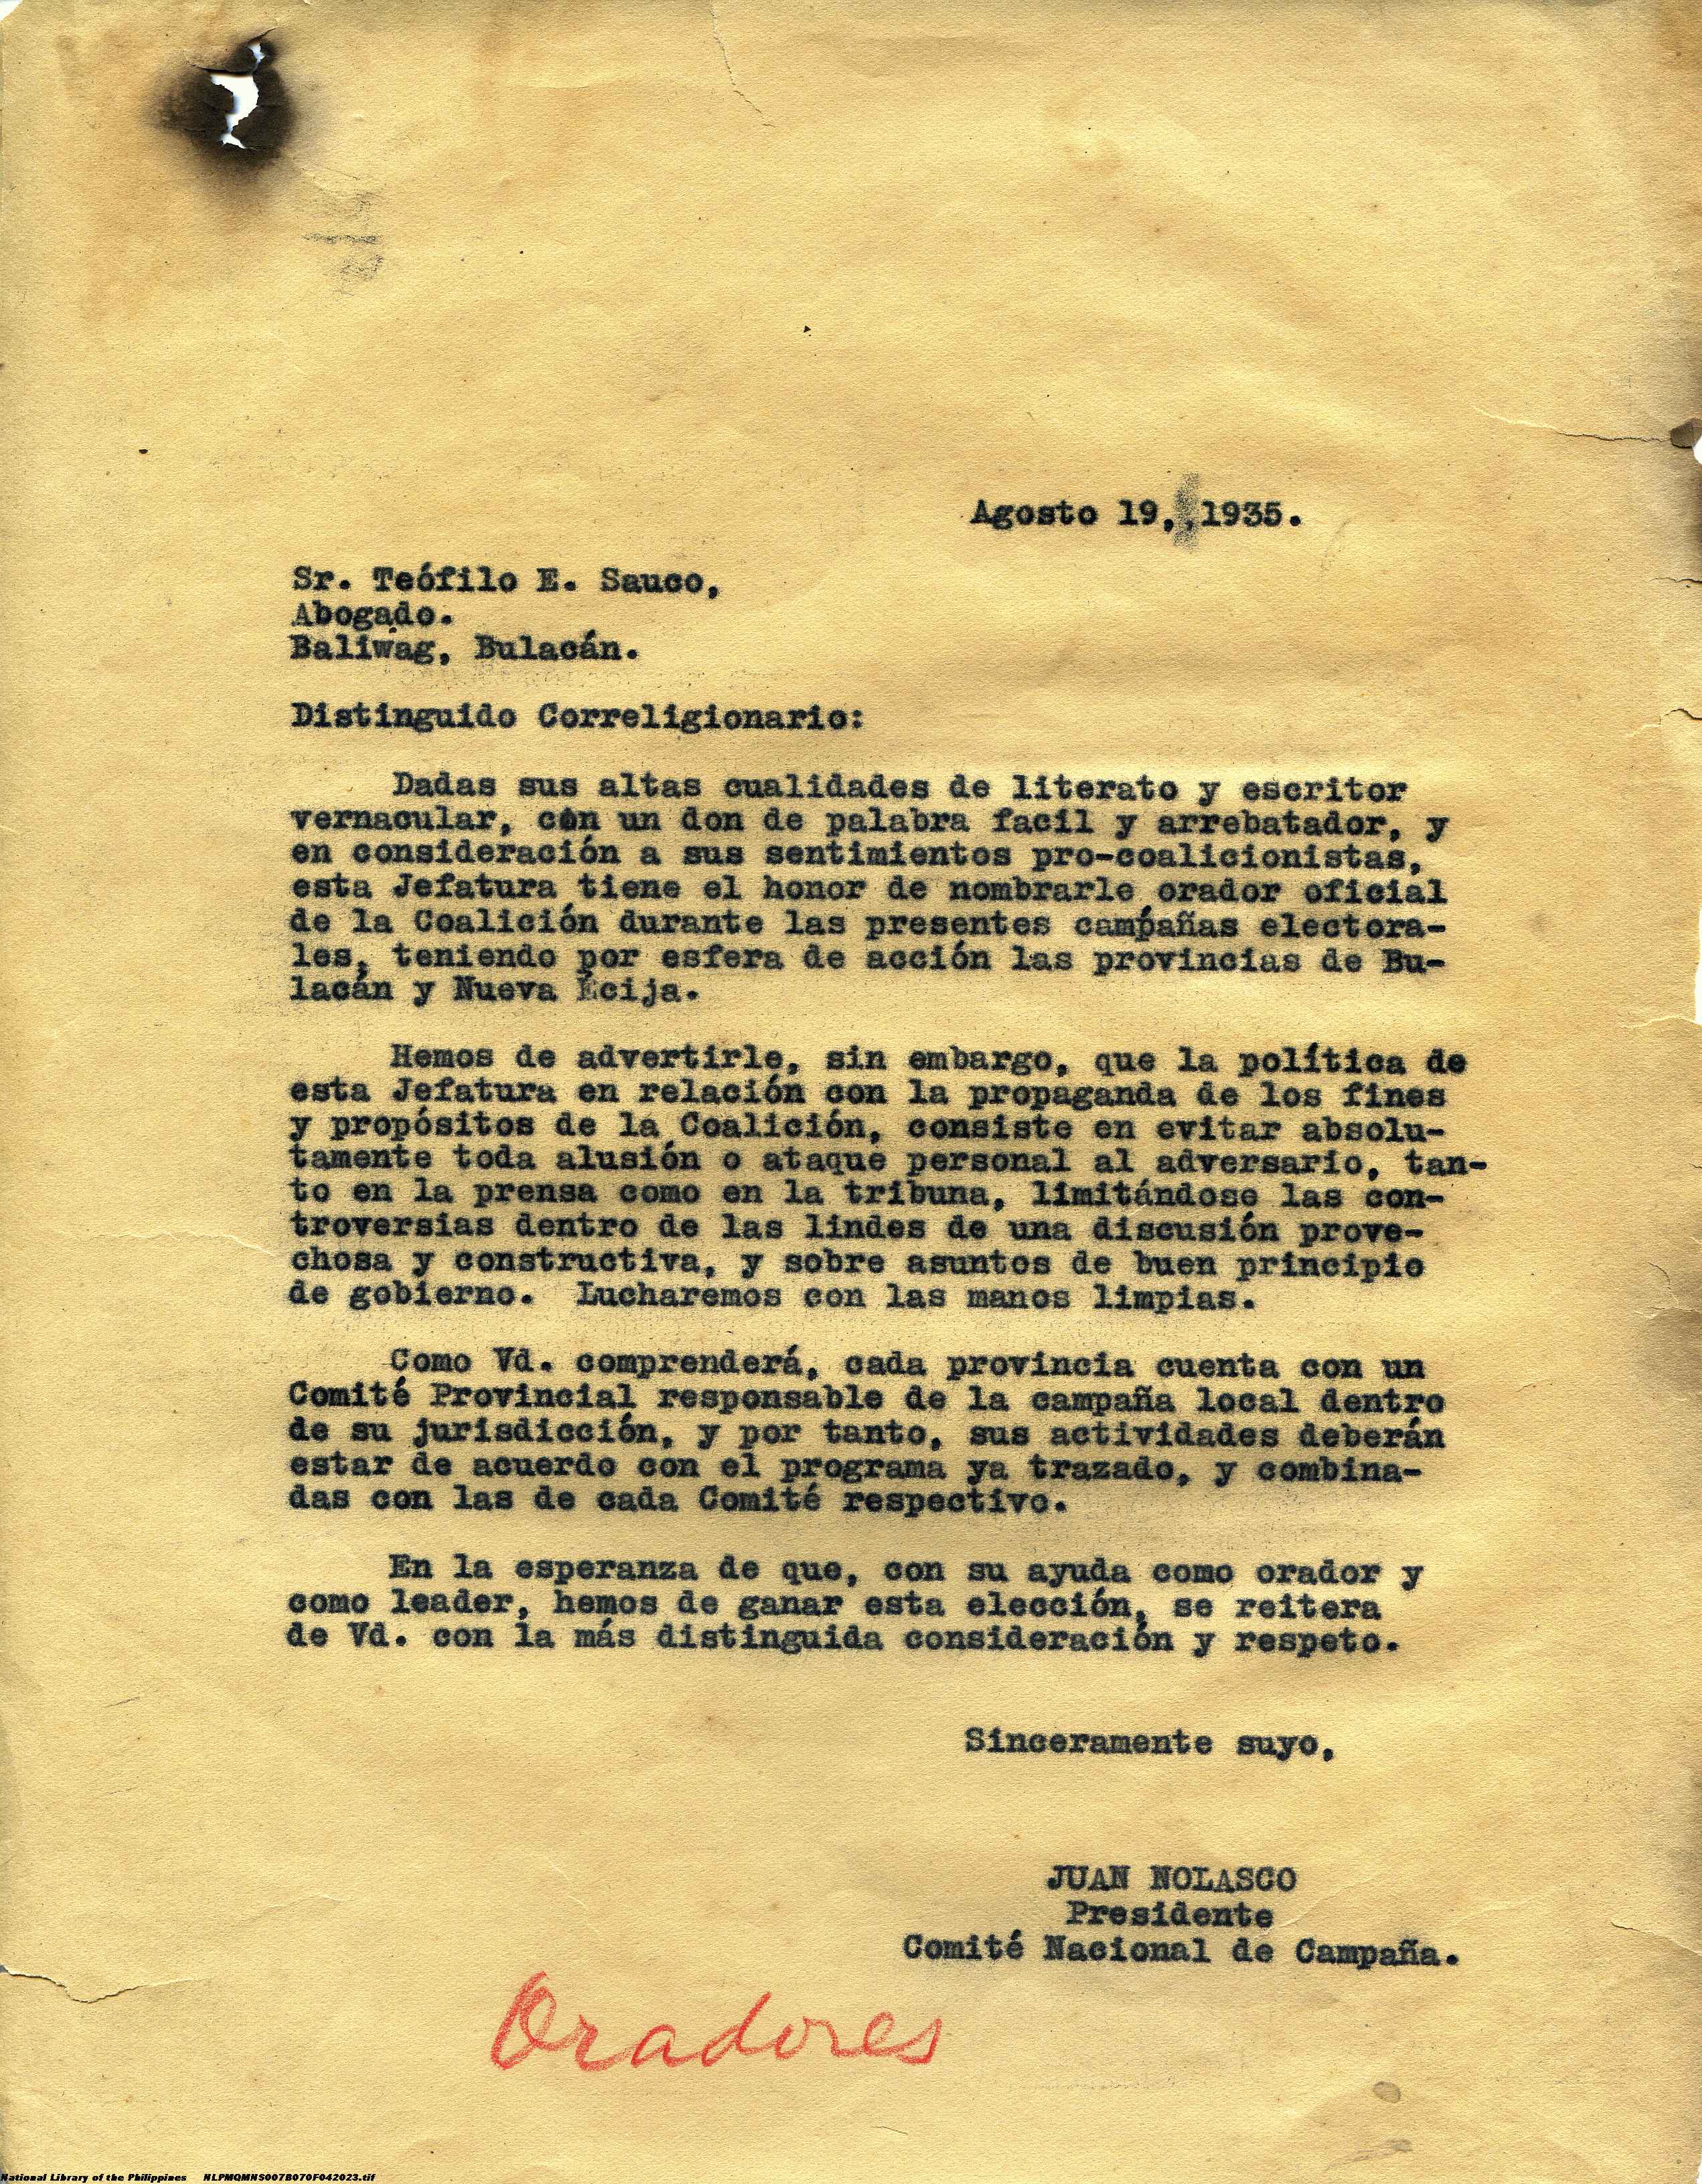 Agosto 19, ,1935.
Sr. Teófilo E. Sauco,
Abogado.
Baliwag, Bulacán.
Distinguido Correligionario:
Dadas sus altas cualidades de literato y escritor
vernacular, con un don de palabra facil y arrebatador, y
en consideración a sus sentimientos pro-coalicionistas,
esta Jefatura tiene el honor de nombrarle orador oficial
de la Coalición durante las presentes campañas electora-
les, teniendo por esfera de acción las provincias de Bu-
lacán y Nueva Écija.
Hemos de advertirle, sin embargo, que la política de
esta Jefatura en relación con la propaganda de los fines
y propósitos de la Coalición, consiste en evitar absolu-
tamente toda alusión o ataque personal al adversario, tan-
to en la prensa como en la tribuna, limitándose las con-
troversias dentro de las lindes de una discusión prove-
chosa y constructiva, y sobre asuntos de buen principio
de gobierno. Lucharemos con las manos limpias.
Como Vd. comprenderá, cada provincia cuenta con un
Comité Provincial responsable de la campaña local dentro
de su jurisdicción, y por tanto, sus actividades deberán
estar de acuerdo con el programa ya trazado, y combina-
das con las de cada Comité respectivo.
En la esperanza de que, con su ayuda como orador y
como leader, hemos de ganar esta elección, se reitera
de Vd. con la más distinguida consideración y respeto.
Sinceramente suyo,
JUAN NOLASCO
Presidente
Comité Nacional de Campaña.
Oradores
National Library of the Philippines NLPMQMNS007B070F042023.tif